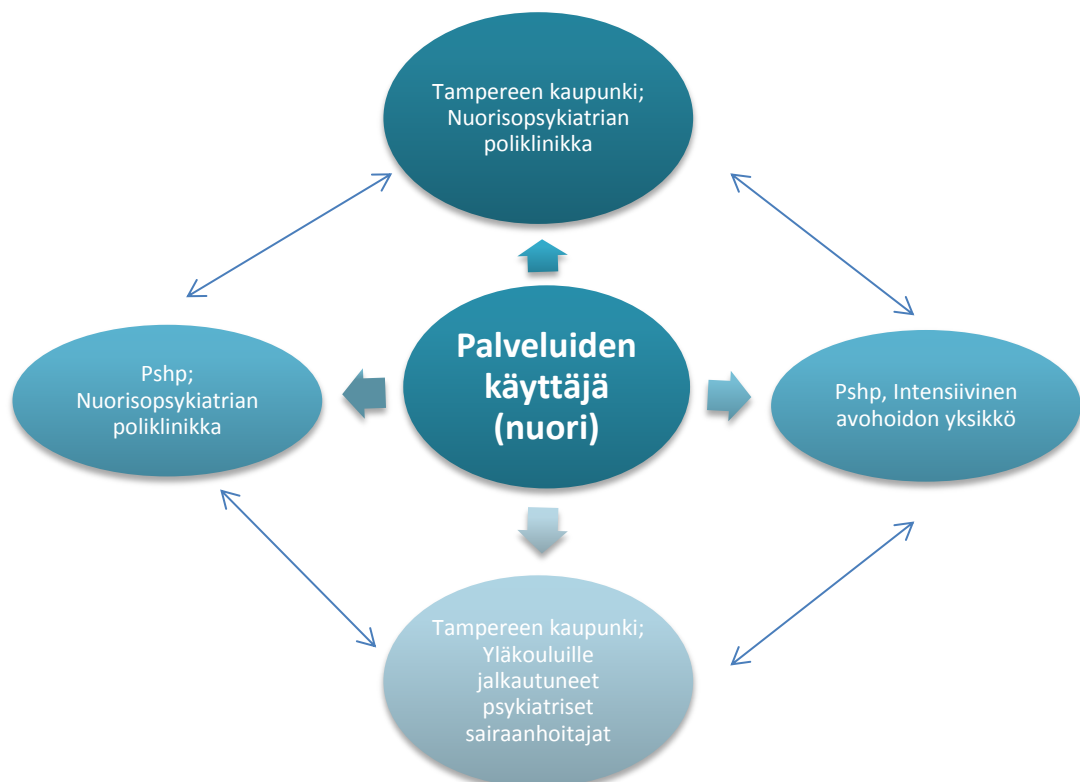 Tampereen kaupunki;
Nuorisopsykiatrian
poliklinikka
Pshp;
Nuorisopsykiatrian
poliklinikka
Palveluiden
käyttäjä
(nuori)
Pshp, Intensiivinen
avohoidon yksikkö
Tampereen kaupunki;
Yläkouluille
jalkautuneet
psykiatriset
sairaanhoitajat